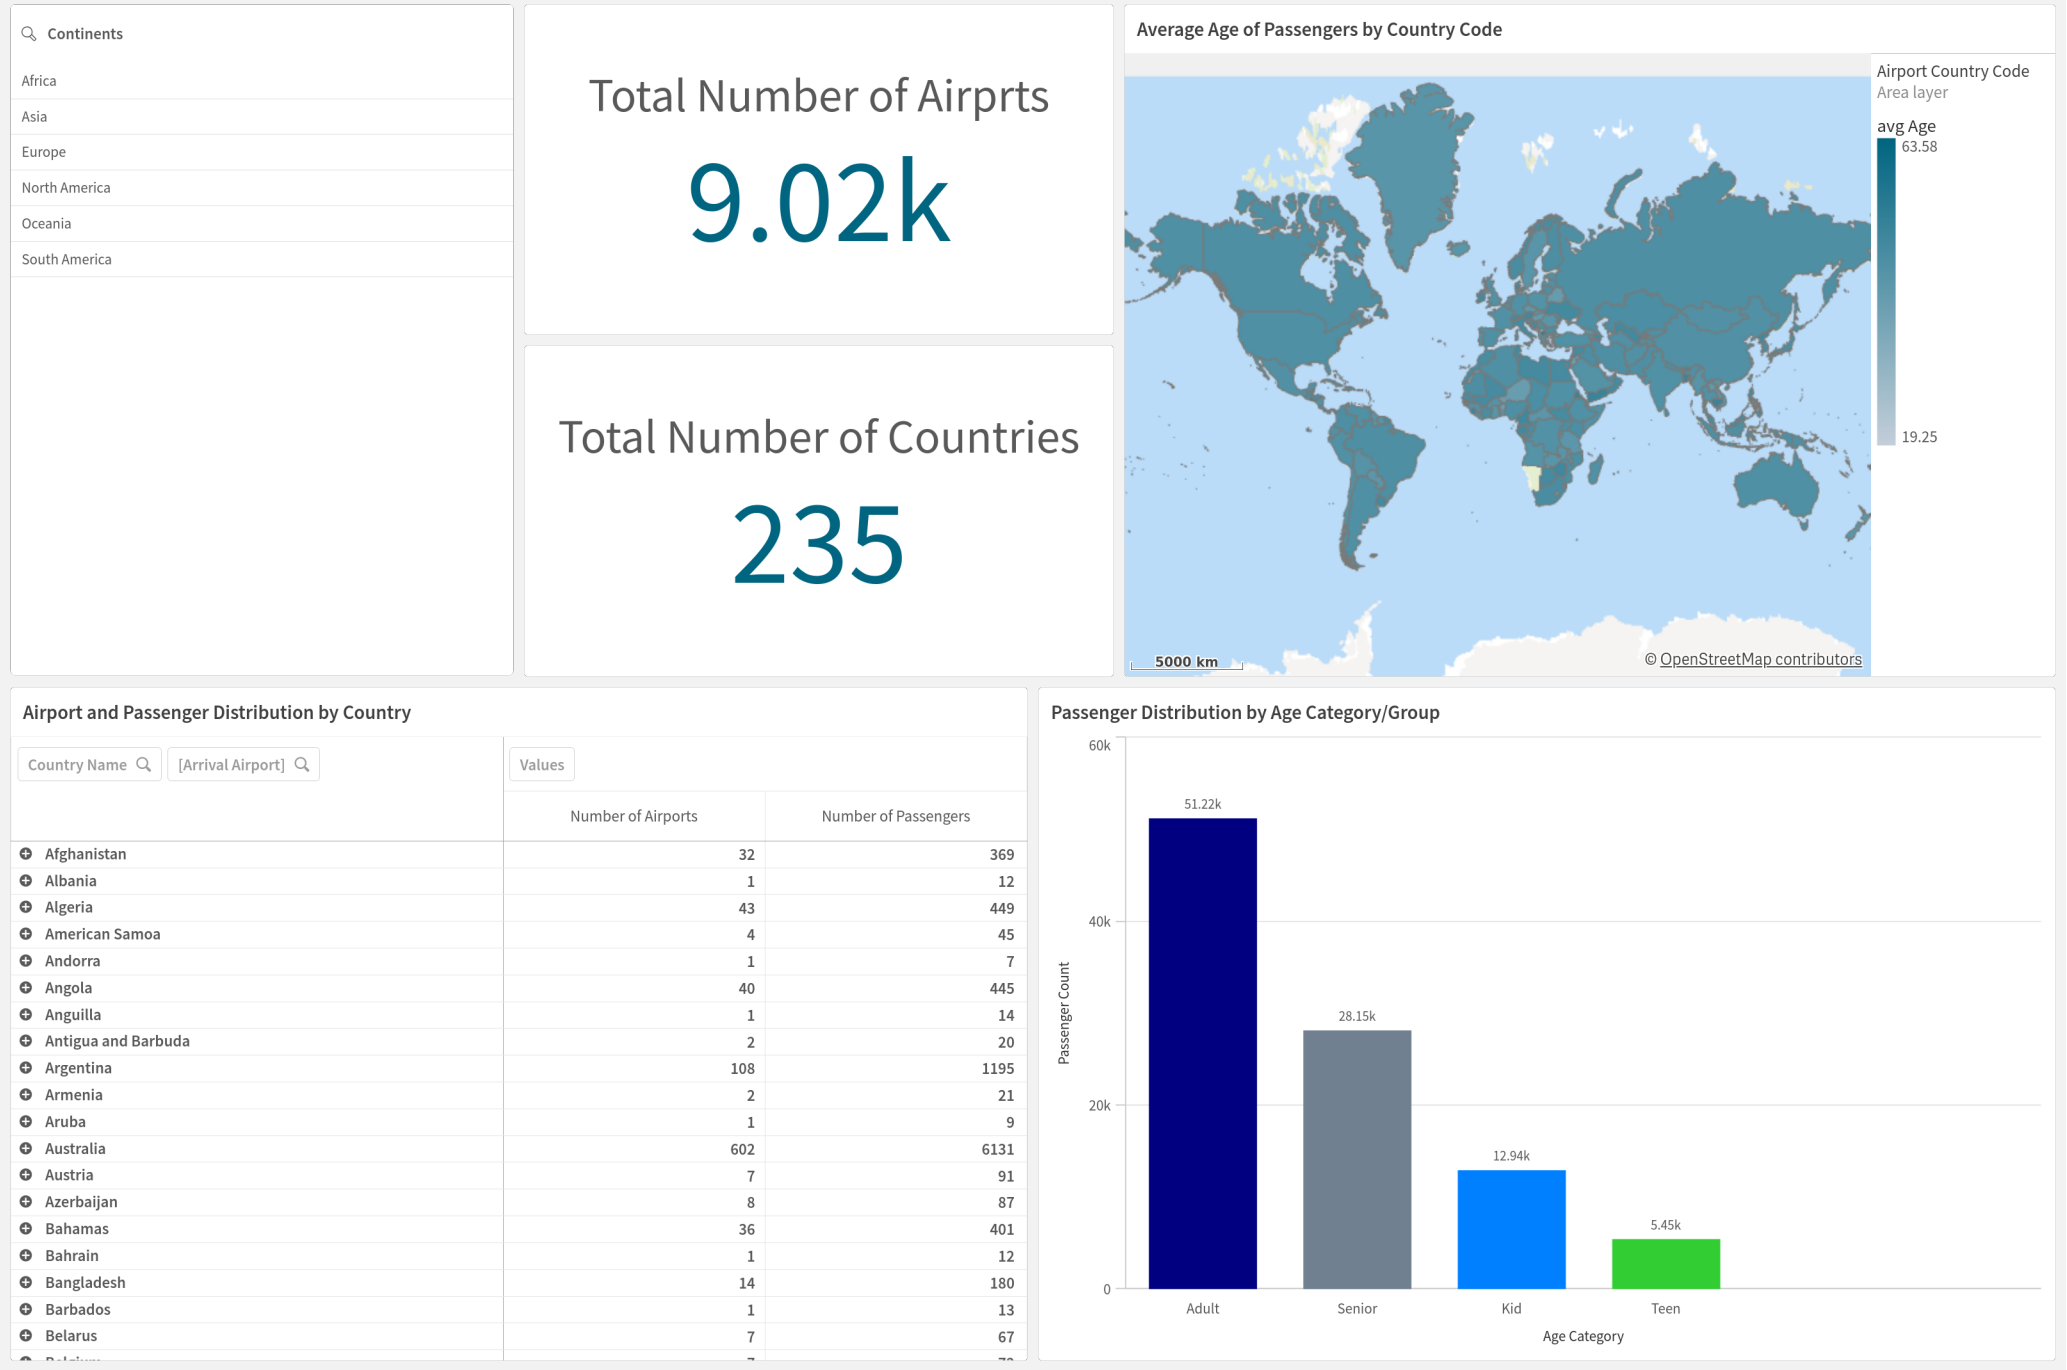 Continents
Africa
Asia
Europe
North America
Oceania
South America
Total Number of Airprts
9.02k
Total Number of Countries
235
Average Age of Passengers by Country Code
Airport Country Code
Area layer
avg Age
63.58
19.25
5000 km
© OpenStreetMap contributors
Airport and Passenger Distribution by Country
Country Name [Arrival Airport] Values
Number of Airports Number of Passengers
Afghanistan 32 369
Albania 1 12
Algeria 43 449
American Samoa 4 45
Andorra 1 7
Angola 40 445
Anguilla 1 14
Antigua and Barbuda 2 20
Argentina 108 1195
Armenia 2 21
Aruba 1 9
Australia 602 6131
Austria 7 91
Azerbaijan 8 87
Bahamas 36 401
Bahrain 1 12
Bangladesh 14 180
Barbados 1 13
Belarus 7 67
Passenger Distribution by Age Category/Group
Passenger Count
60k
40k
20k
0
51.22k
28.15k
12.94k
5.45k
Adult Senior Kid Teen
Age Category